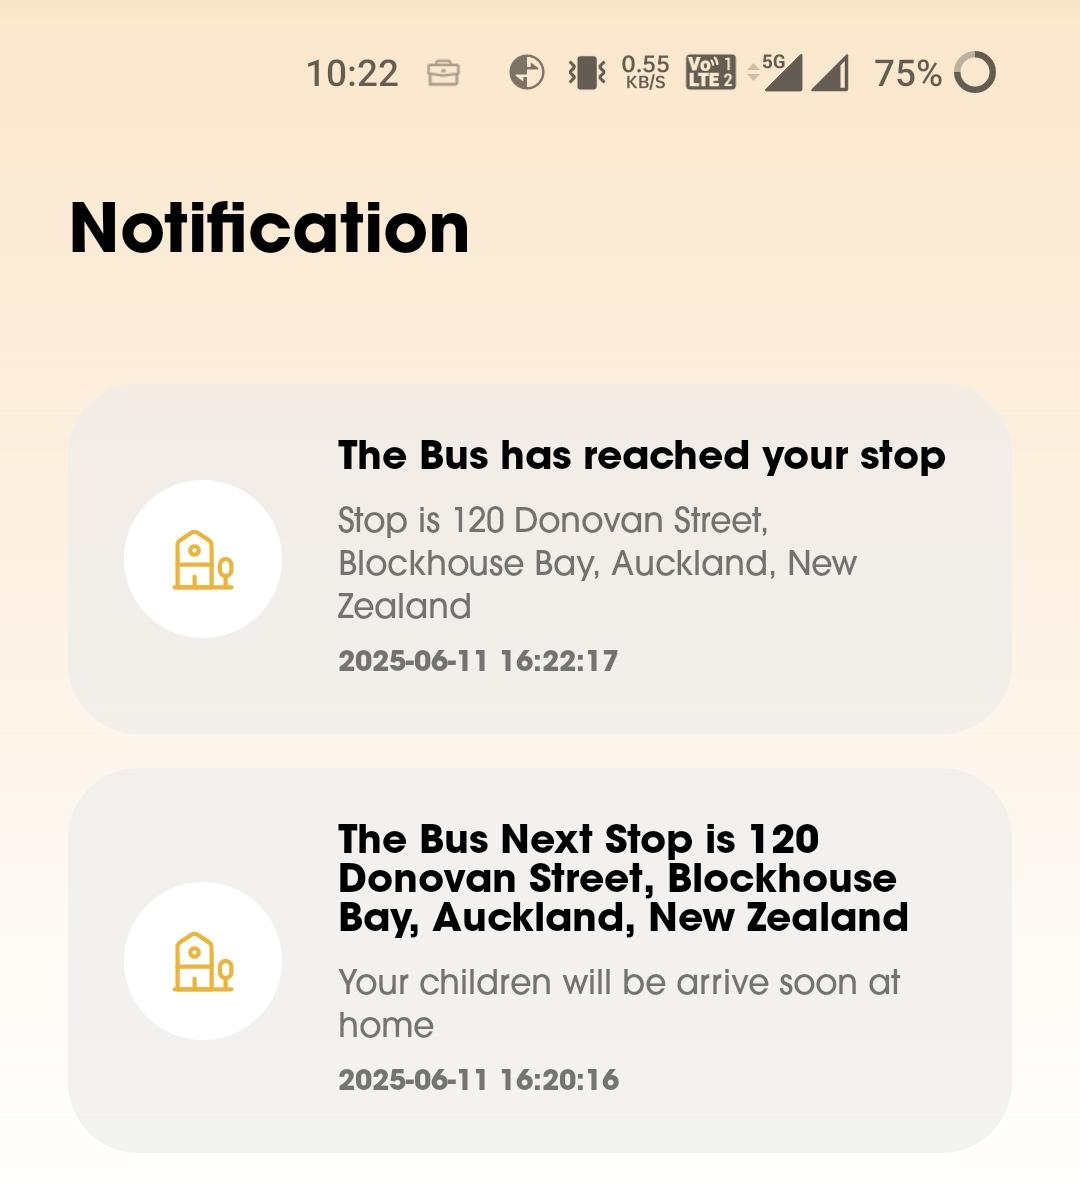 10:22 0.55 KB/S Vo 1 LTE 2 5G 75%
Notification
The Bus has reached your stop
Stop is 120 Donovan Street,
Blockhouse Bay, Auckland, New
Zealand
2025-06-11 16:22:17
The Bus Next Stop is 120
Donovan Street, Blockhouse
Bay, Auckland, New Zealand
Your children will be arrive soon at
home
2025-06-11 16:20:16